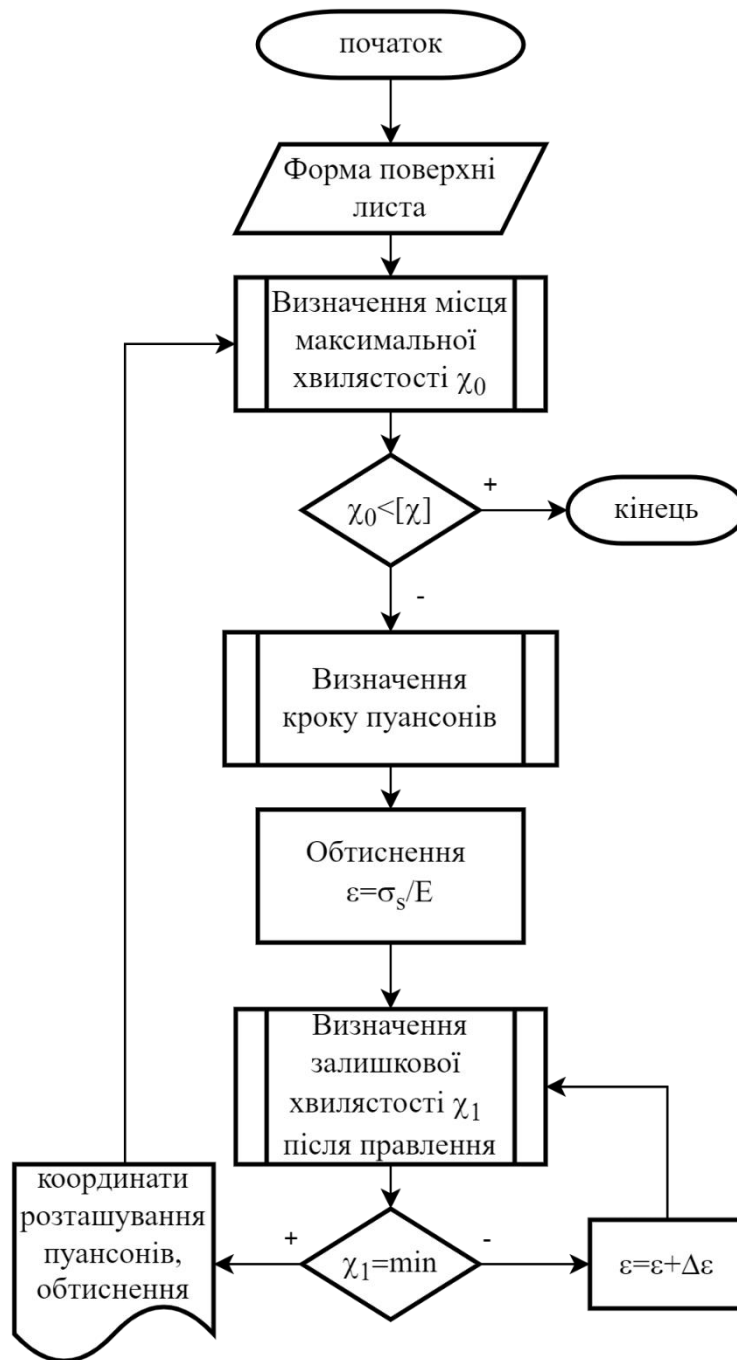 початок
Форма поверхні
листа
Визначення місця
максимальної
хвилястості χ₀
χ₀<[χ]
+
кінець
-
Визначення
кроку пуансонів
Обтиснення
ε=σₛ/E
Визначення
залишкової
хвилястості χ₁
після правлення
координати
розташування
пуансонів,
обтиснення
+
χ₁=min
-
ε=ε+Δε